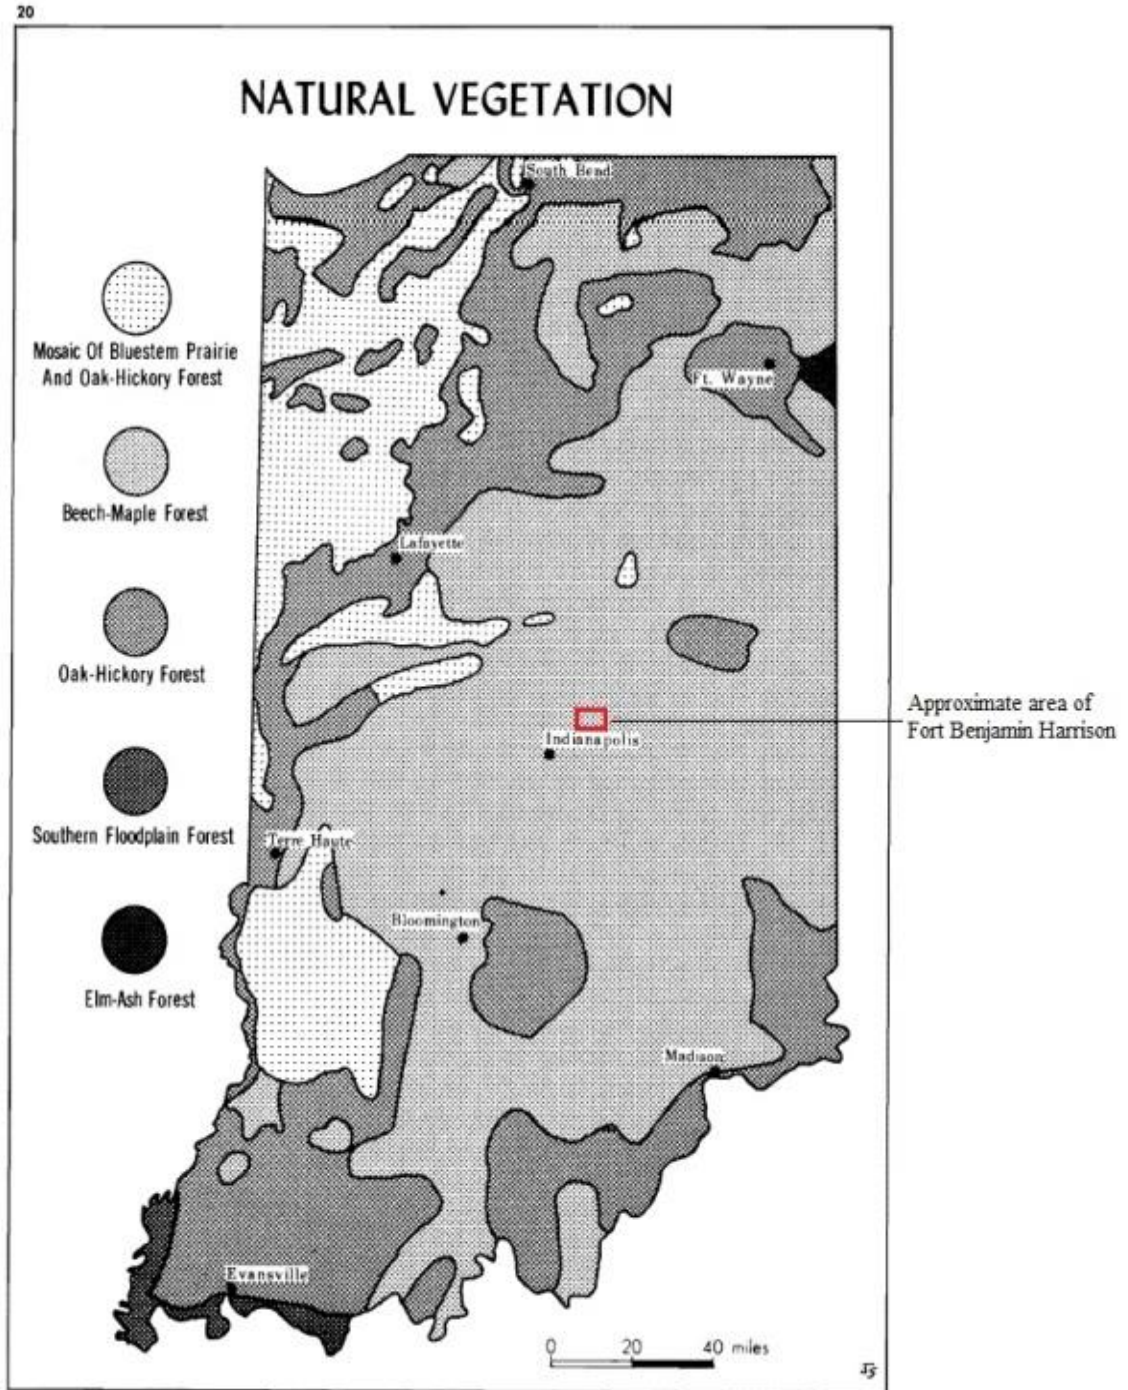 20
NATURAL VEGETATION
South Bend
Mosaic Of Bluestem Prairie
And Oak-Hickory Forest
Ft. Wayne
Beech-Maple Forest
Lafayette
Oak-Hickory Forest
Approximate area of
Fort Benjamin Harrison
Indianapolis
Southern Floodplain Forest
Terre Haute
Bloomington
Elm-Ash Forest
Madison
Evansville
0 20 40 miles